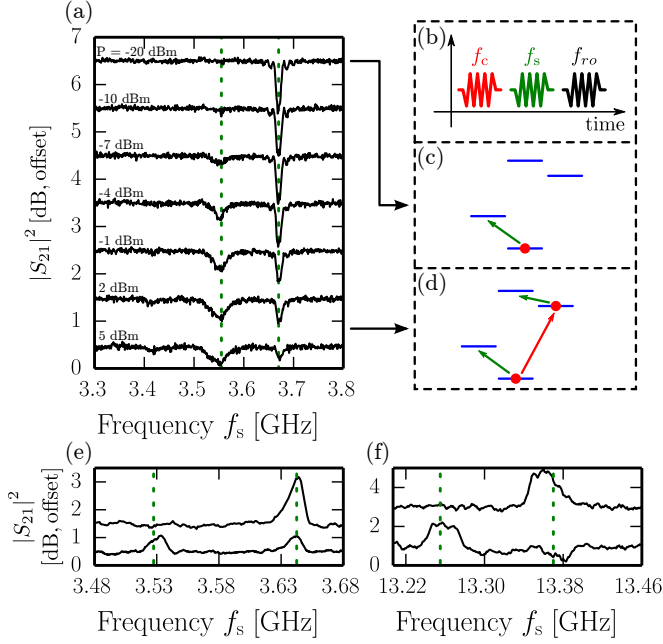 (a)
|S21|² [dB, offset]
7
6
5
4
3
2
1
0
P = -20 dBm
-10 dBm
-7 dBm
-4 dBm
-1 dBm
2 dBm
5 dBm
3.3 3.4 3.5 3.6 3.7 3.8
Frequency fs [GHz]
(b)
fc fs fro
time
(c)
(d)
(e)
|S21|²
[dB, offset]
3
2
1
0
3.48 3.53 3.58 3.63 3.68
Frequency fs [GHz]
(f)
4
2
0
13.22 13.30 13.38 13.46
Frequency fs [GHz]